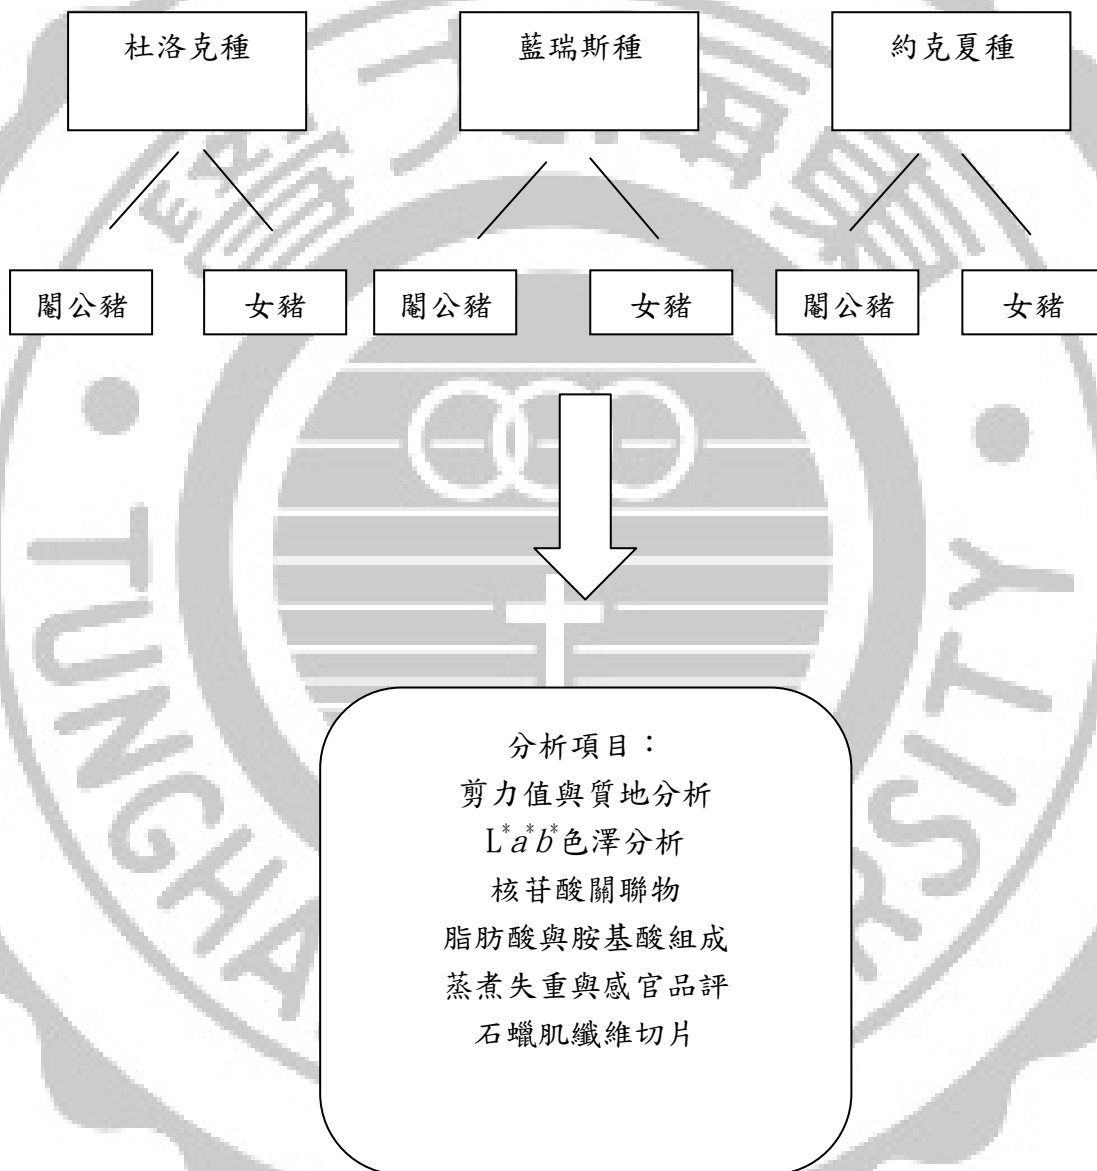 杜洛克種
藍瑞斯種
約克夏種
閹公豬
女豬
閹公豬
女豬
閹公豬
女豬
分析項目：
剪力值與質地分析
L*a*b*色澤分析
核苷酸關聯物
脂肪酸與胺基酸組成
蒸煮失重與感官品評
石蠟肌纖維切片